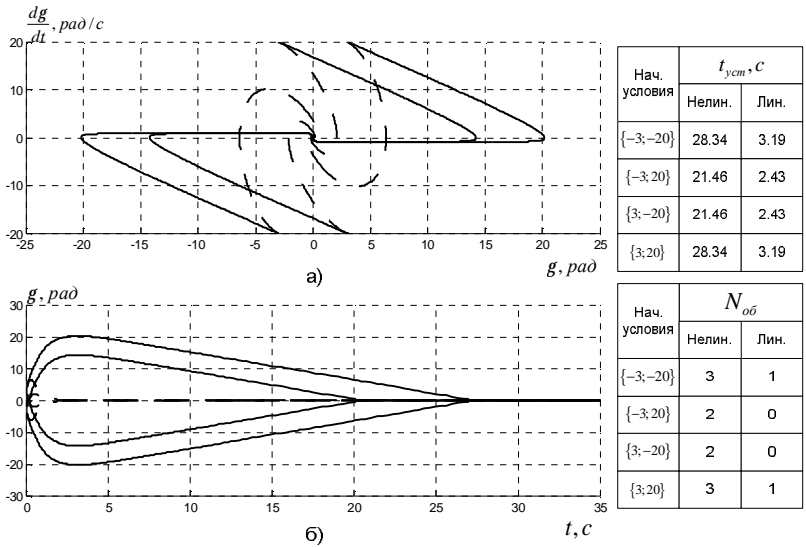 dg/dt, рад/с
20
10
0
-10
-20
-25 -20 -15 -10 -5 0 5 10 15 20 25
g, рад
а)
g, рад
30
20
10
0
-10
-20
-30
0 5 10 15 20 25 30 35
t, c
б)
Нач. условия t_уст, c
Нелин. Лин.
{-3;-20} 28.34 3.19
{-3;20} 21.46 2.43
{3;-20} 21.46 2.43
{3;20} 28.34 3.19
Нач. условия N_об
Нелин. Лин.
{-3;-20} 3 1
{-3;20} 2 0
{3;-20} 2 0
{3;20} 3 1